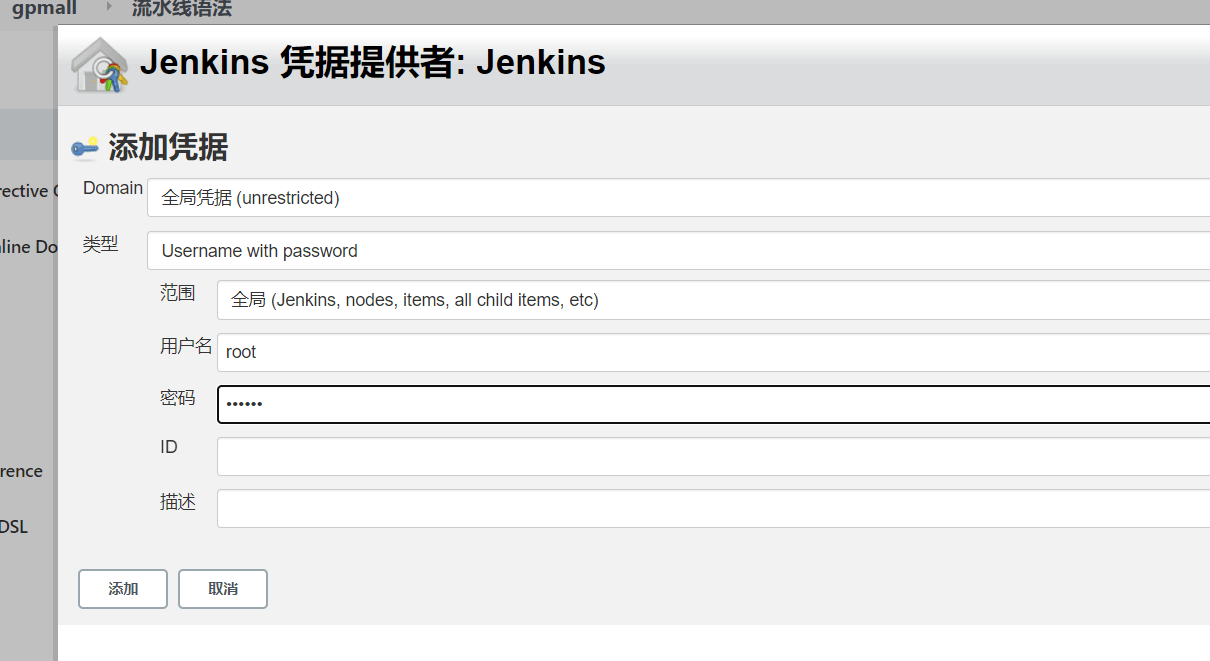 gpmall
流水线语法
Jenkins 凭据提供者: Jenkins
添加凭据
Domain
全局凭据 (unrestricted)
类型
Username with password
范围
全局 (Jenkins, nodes, items, all child items, etc)
用户名
root
密码
••••••
ID
描述
添加
取消
rective
line Do
rence
DSL